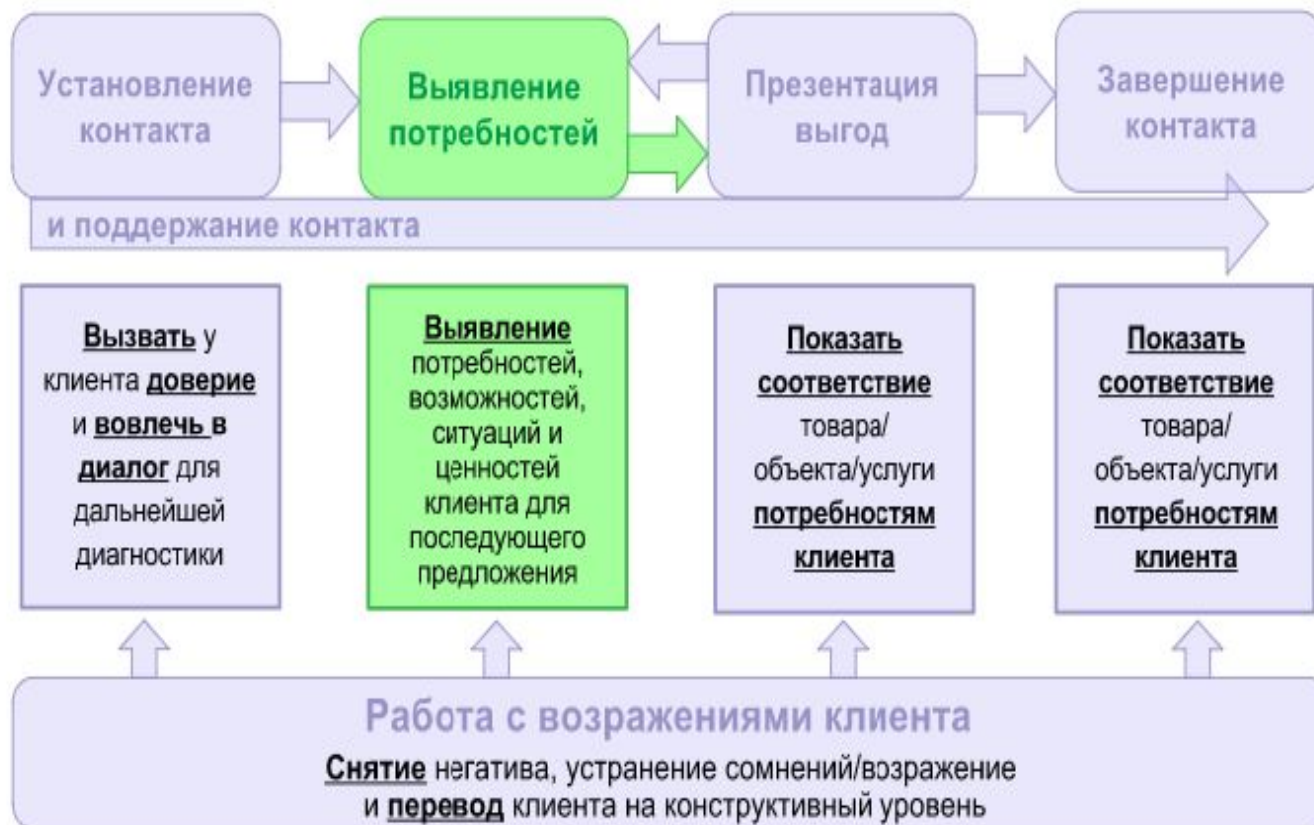 Установление
контакта
Выявление
потребностей
Презентация
выгод
Завершение
контакта
и поддержание контакта
Вызвать у
клиента доверие
и вовлечь в
диалог для
дальнейшей
диагностики
Выявление
потребностей,
возможностей,
ситуаций и
ценностей
клиента для
последующего
предложения
Показать
соответствие
товара/
объекта/услуги
потребностям
клиента
Показать
соответствие
товара/
объекта/услуги
потребностям
клиента
Работа с возражениями клиента
Снятие негатива, устранение сомнений/возражение
и перевод клиента на конструктивный уровень